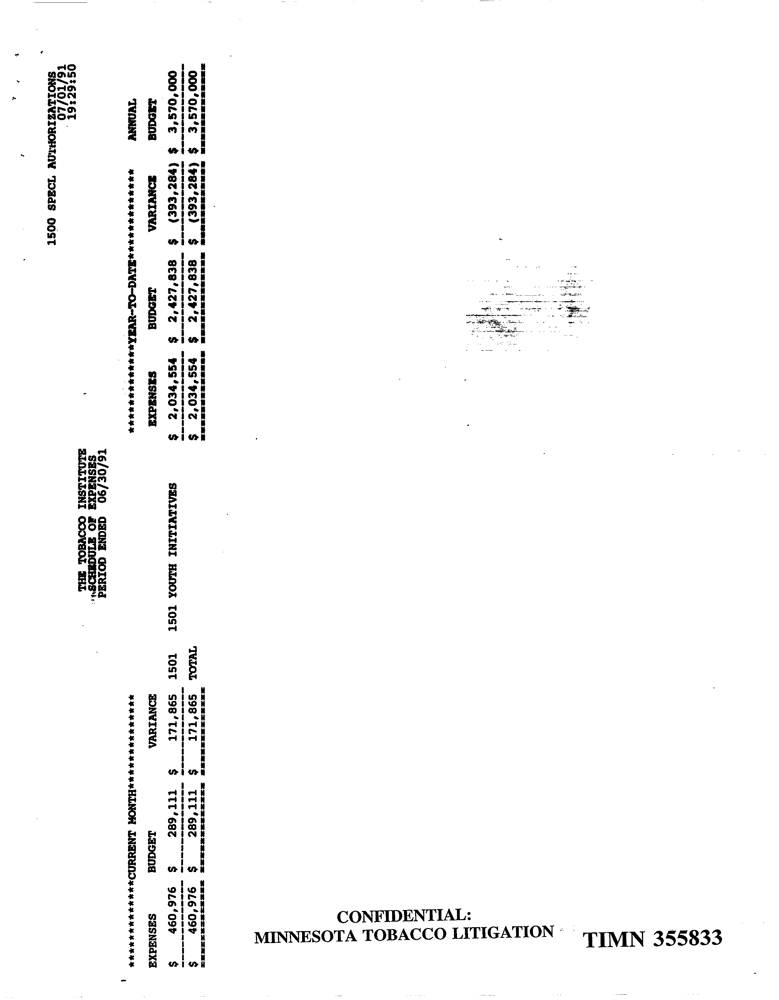 1500 SPECL AUTHORIZATIONS
07/01/91
19:29:50
THE TOBACCO INSTITUTE
SCHEDULE OF EXPENSES
PERIOD ENDED 06/30/91
**************CURRENT MONTH*************** **************YEAR-TO-DATE************** ANNUAL
EXPENSES BUDGET VARIANCE EXPENSES BUDGET VARIANCE BUDGET
$ 460,976 $ 289,111 $ 171,865 1501 1501 YOUTH INITIATIVES $ 2,034,554 $ 2,427,838 $ (393,284) $ 3,570,000
$ 460,976 $ 289,111 $ 171,865 TOTAL $ 2,034,554 $ 2,427,838 $ (393,284) $ 3,570,000
CONFIDENTIAL:
MINNESOTA TOBACCO LITIGATION
TIMN 355833